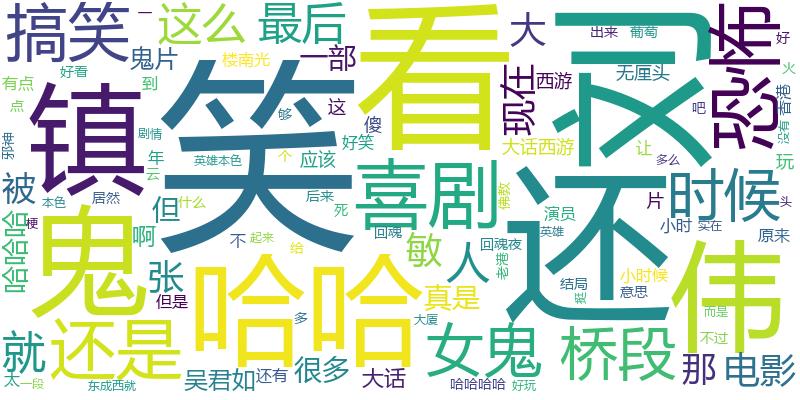 搞笑
这么
最后
一
好看
有点
点
鬼片
到
楼南光
一部
看
大
出来
葡萄
刘
恐怖
好
火
镇
笑
这
傻
现在
西游
无厘头
香港
吧
没有
邪神
剧情
年
云
英雄本色
够
个
应该
好笑
大话西游
让
多么
玩
被
本色
居然
但
什么
后来
死
喜剧
佛教
演员
英雄
还
片
时候
头
哈哈哈
梗
鬼
啊
不
起来
给
回魂
敏
人
回魂夜
老港
小时
实在
原来
张
但是
哈哈
多
真是
大厦
结局
挺
小时候
意思
伟
而是
不过
就
还是
太
一段
东成西就
吴君如
还有
很多
大话
女鬼
哈哈哈哈
好玩
桥段
那
电影